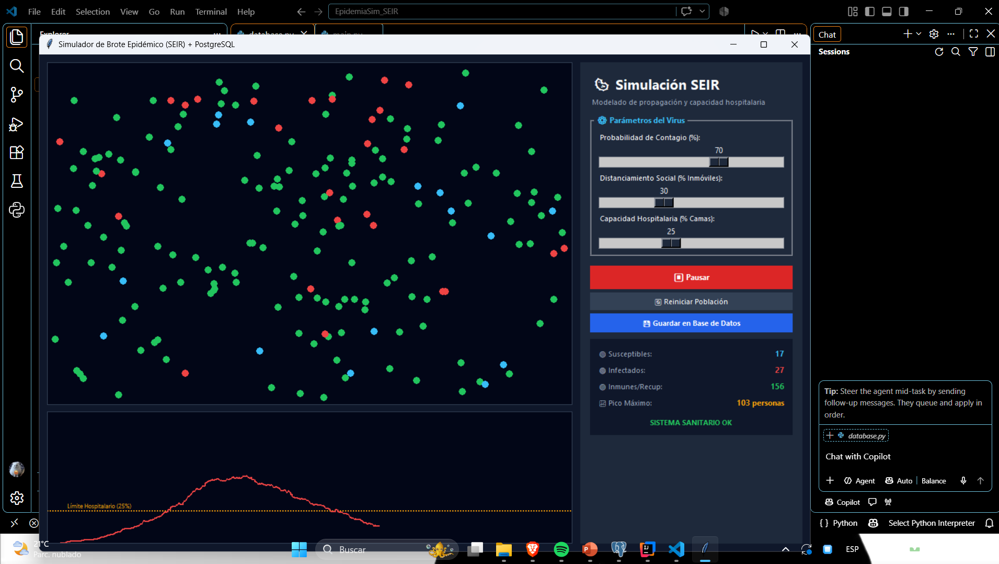 File Edit Selection View Go Run Terminal Help
EpidemiaSim_SEIR
Explorer
database.py
main.py
Simulador de Brote Epidémico (SEIR) + PostgreSQL
Simulación SEIR
Modelado de propagación y capacidad hospitalaria
Parámetros del Virus
Probabilidad de Contagio (%):
70
Distanciamiento Social (% Inmóviles):
30
Capacidad Hospitalaria (% Camas):
25
Pausar
Reiniciar Población
Guardar en Base de Datos
Susceptibles: 17
Infectados: 27
Inmunes/Recup: 156
Pico Máximo: 103 personas
SISTEMA SANITARIO OK
Límite Hospitalario (25%)
Chat
Sessions
Tip: Steer the agent mid-task by sending
follow-up messages. They queue and apply in
order.
database.py
Chat with Copilot
Agent Auto Balance
Copilot
Python Select Python Interpreter
21°C
Parc. nublado
Buscar
ESP